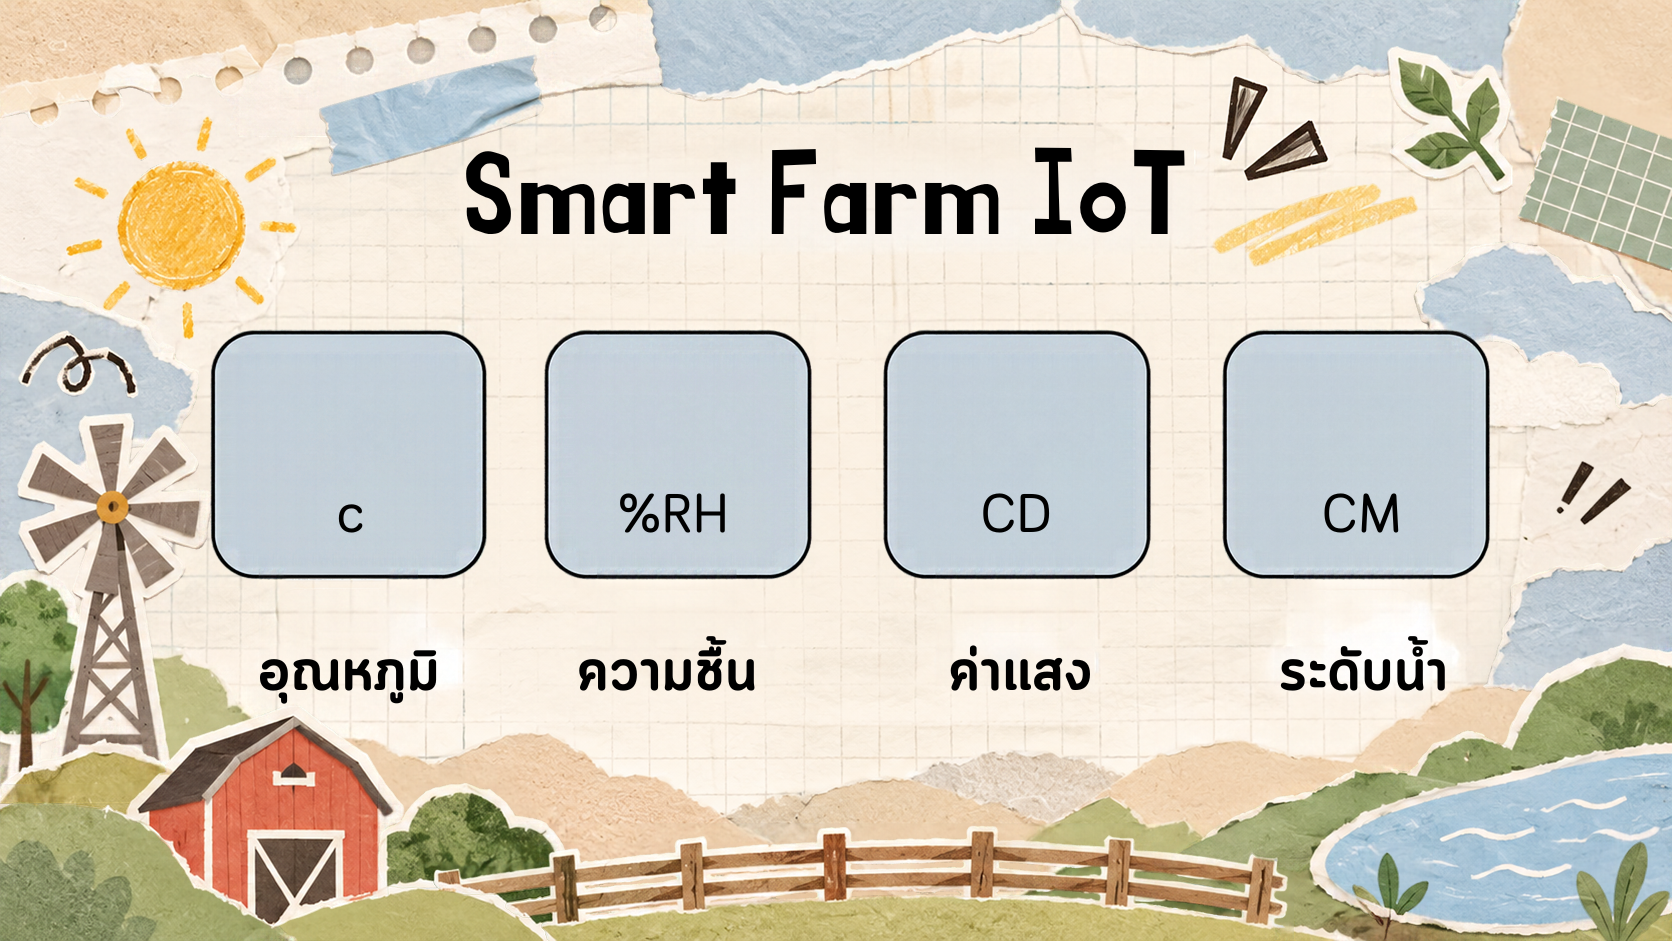 Smart Farm IoT
c
%RH
CD
CM
อุณหภูมิ
ความชื้น
ค่าแสง
ระดับน้ำ